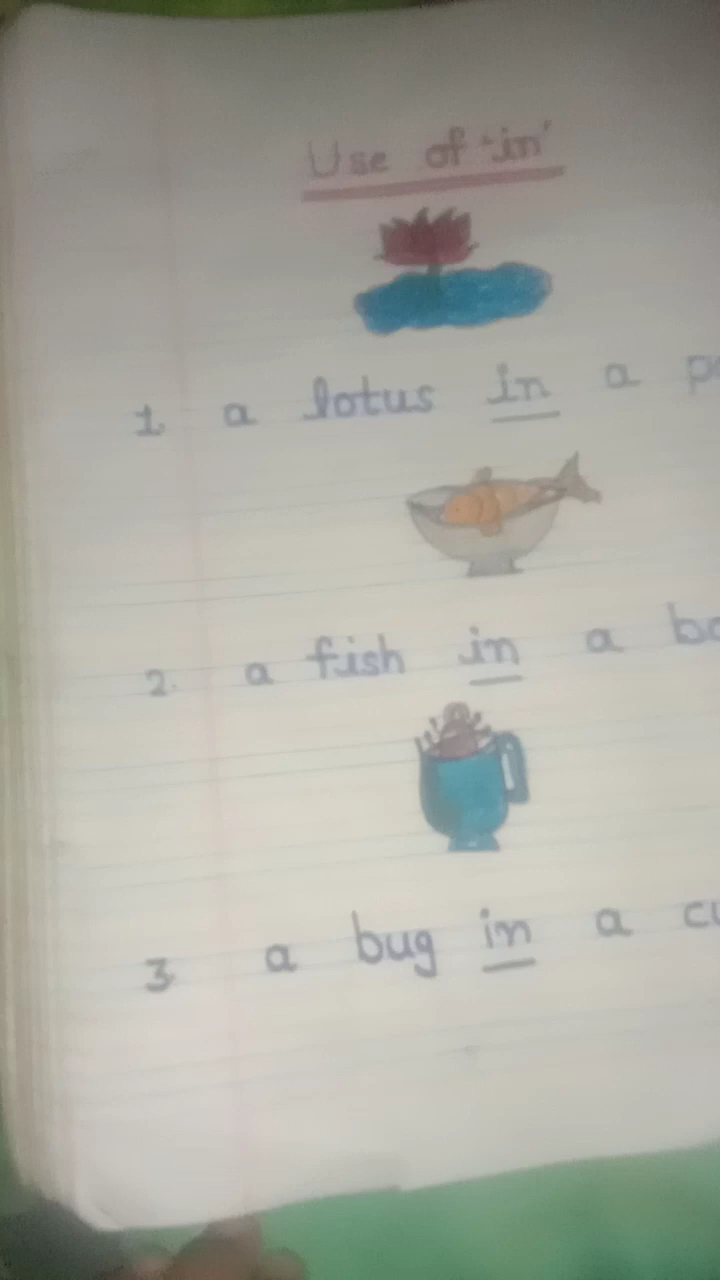 Use of 'in'
1 a lotus in a
2. a fish in a
3 a bug in a